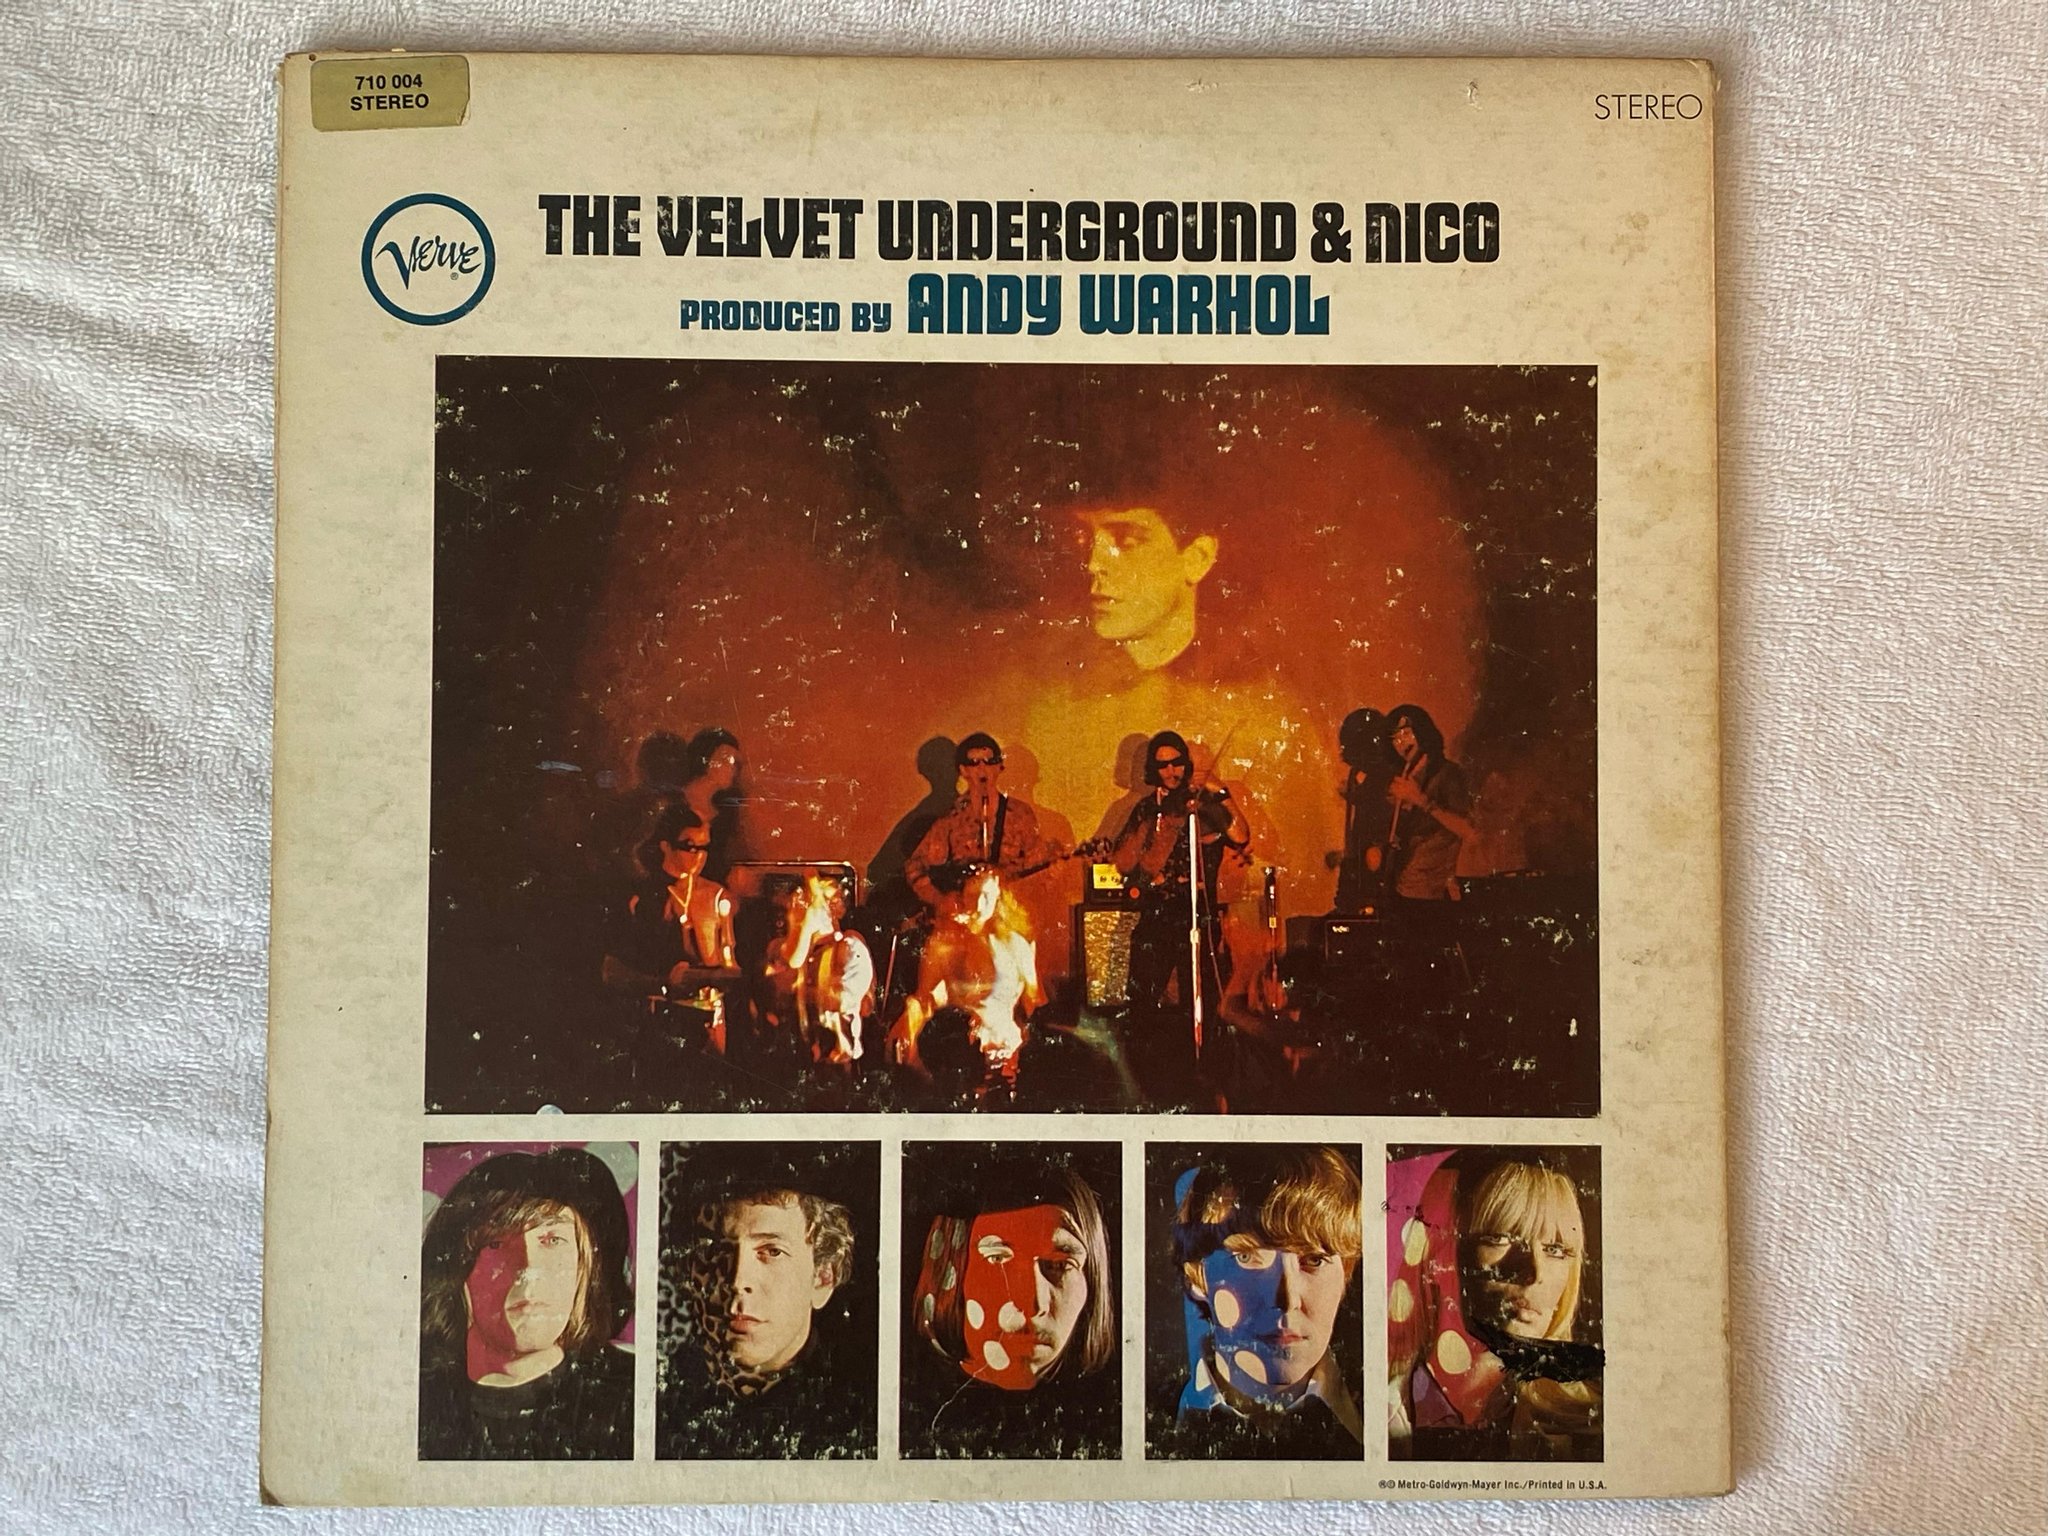 710 004
STEREO
STEREO
Verve
THE VELVET UNDERGROUND & NICO
PRODUCED BY ANDY WARHOL
℗© Metro-Goldwyn-Mayer Inc./Printed in U.S.A.